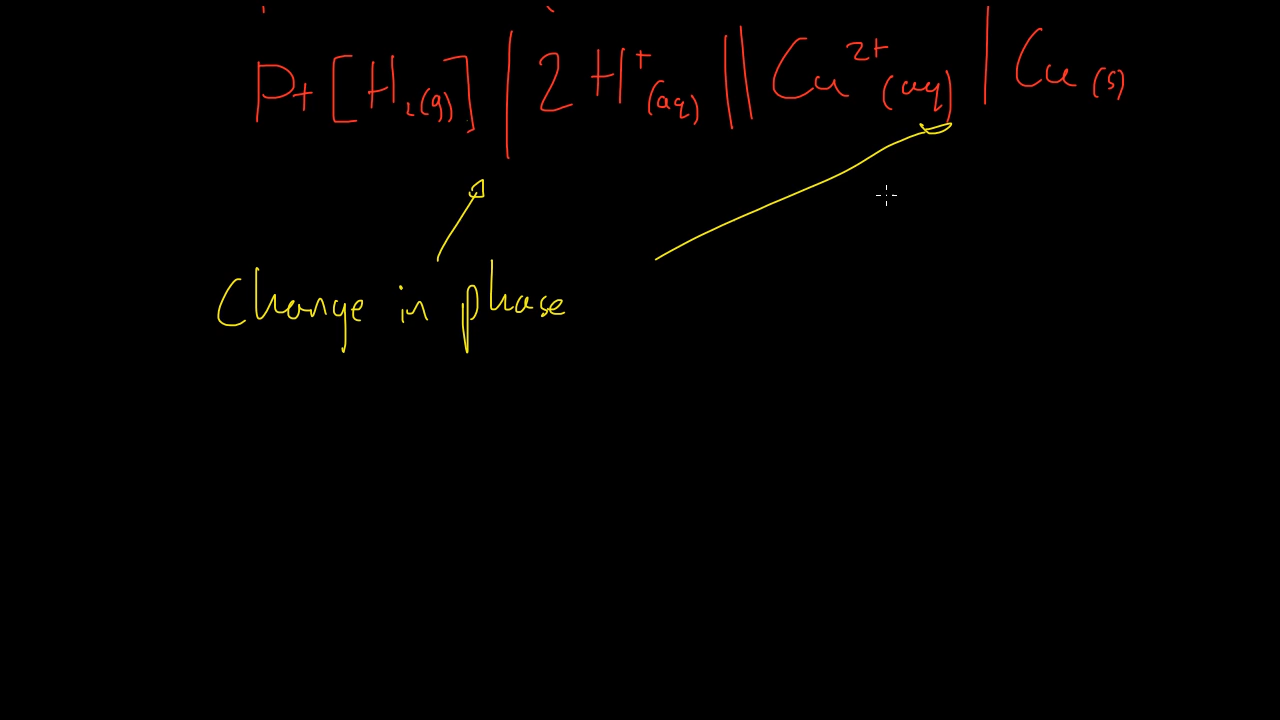 Pt [H₂(g)] | 2H⁺(aq) || Cu²⁺(aq) | Cu(s)
Change in phase